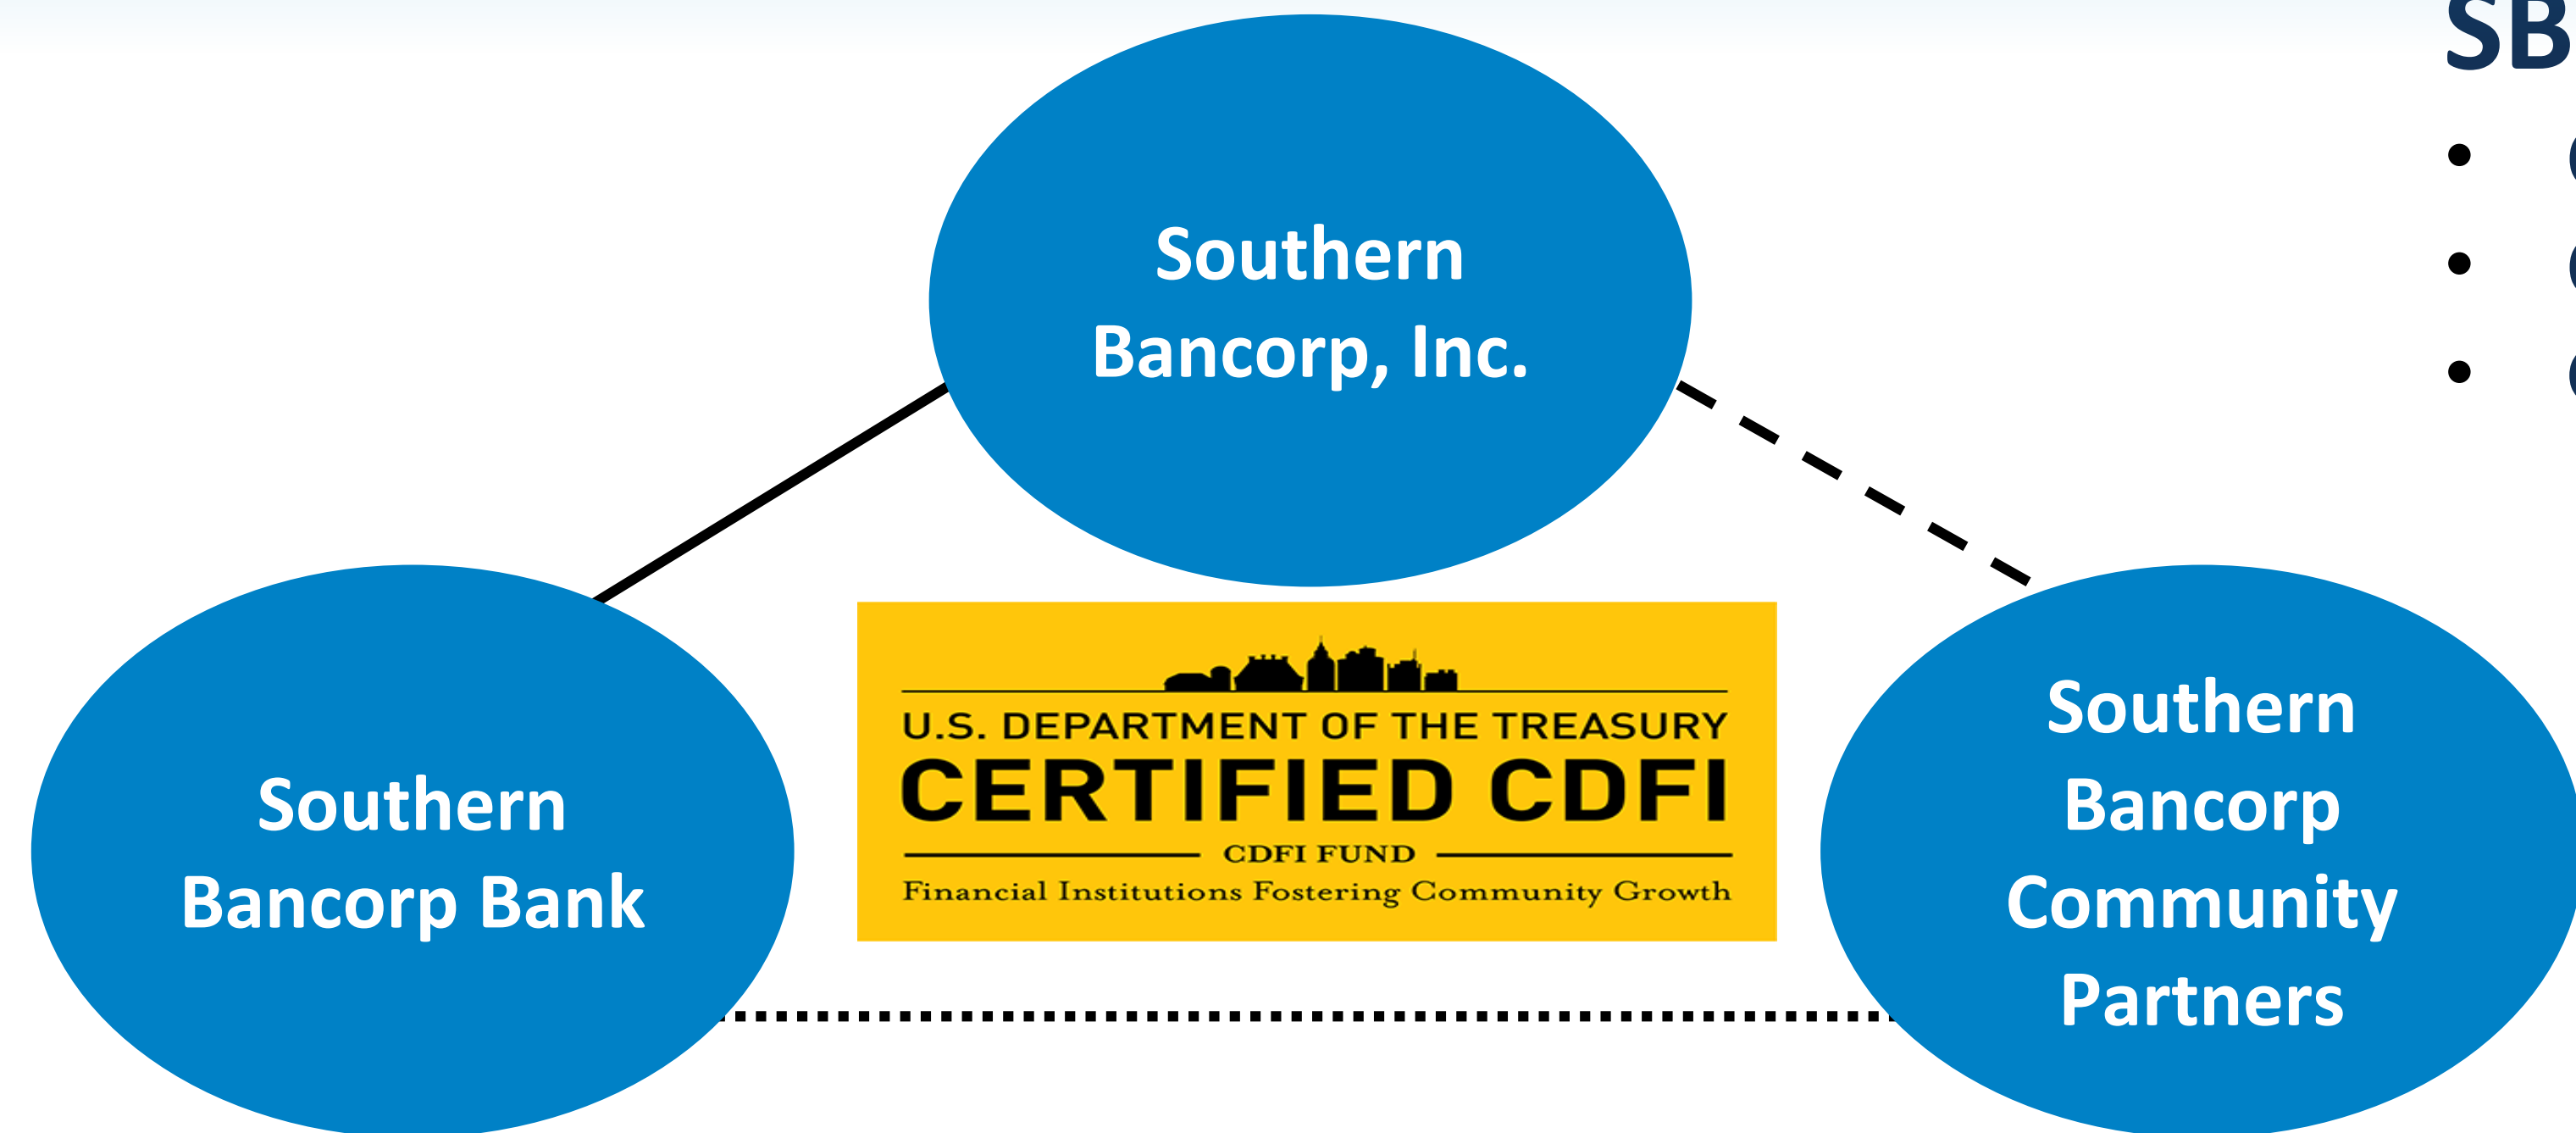 SB
Southern
Bancorp, Inc.
U.S. DEPARTMENT OF THE TREASURY
CERTIFIED CDFI
CDFI FUND
Financial Institutions Fostering Community Growth
Southern
Bancorp Bank
Southern
Bancorp
Community
Partners